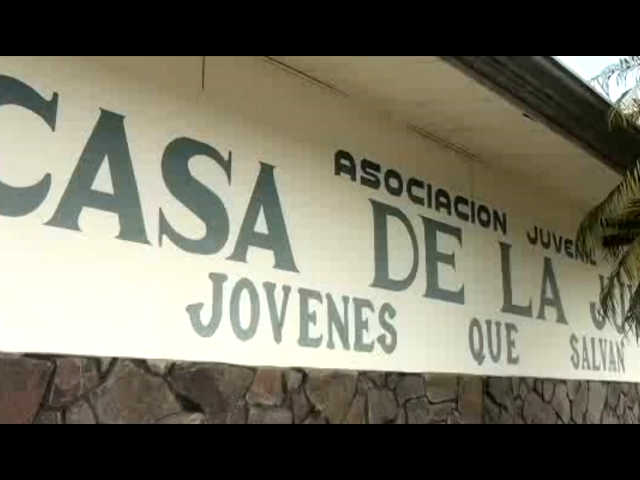 ASOCIACION JUVENIL
CASA DE LA
JOVENES QUE SALVAN